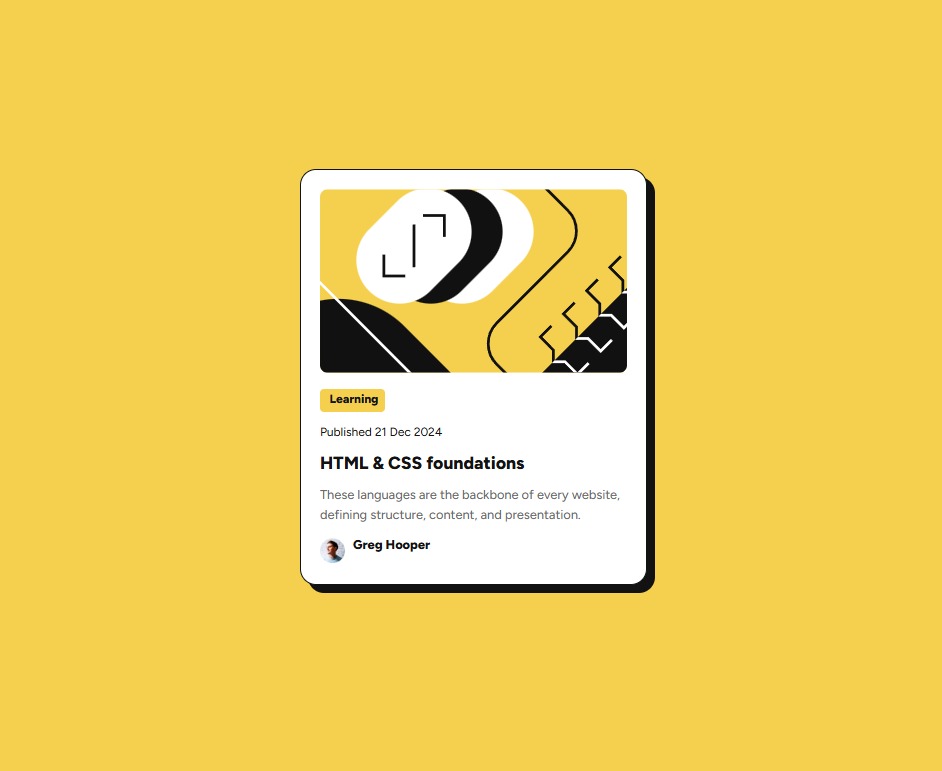 Learning
Published 21 Dec 2024
HTML & CSS foundations
These languages are the backbone of every website,
defining structure, content, and presentation.
Greg Hooper